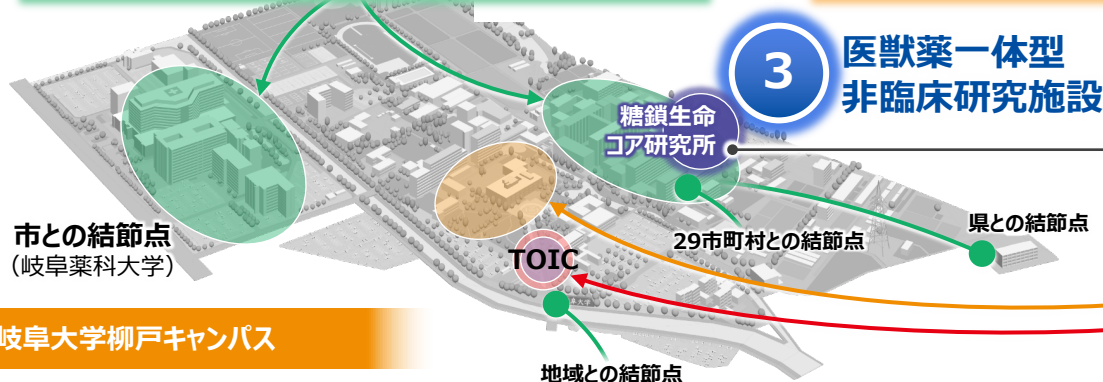 3
医獣薬一体型
非臨床研究施設
糖鎖生命
コア研究所
市との結節点
（岐阜薬科大学）
29市町村との結節点
県との結節点
TOIC
岐阜大学柳戸キャンパス
地域との結節点